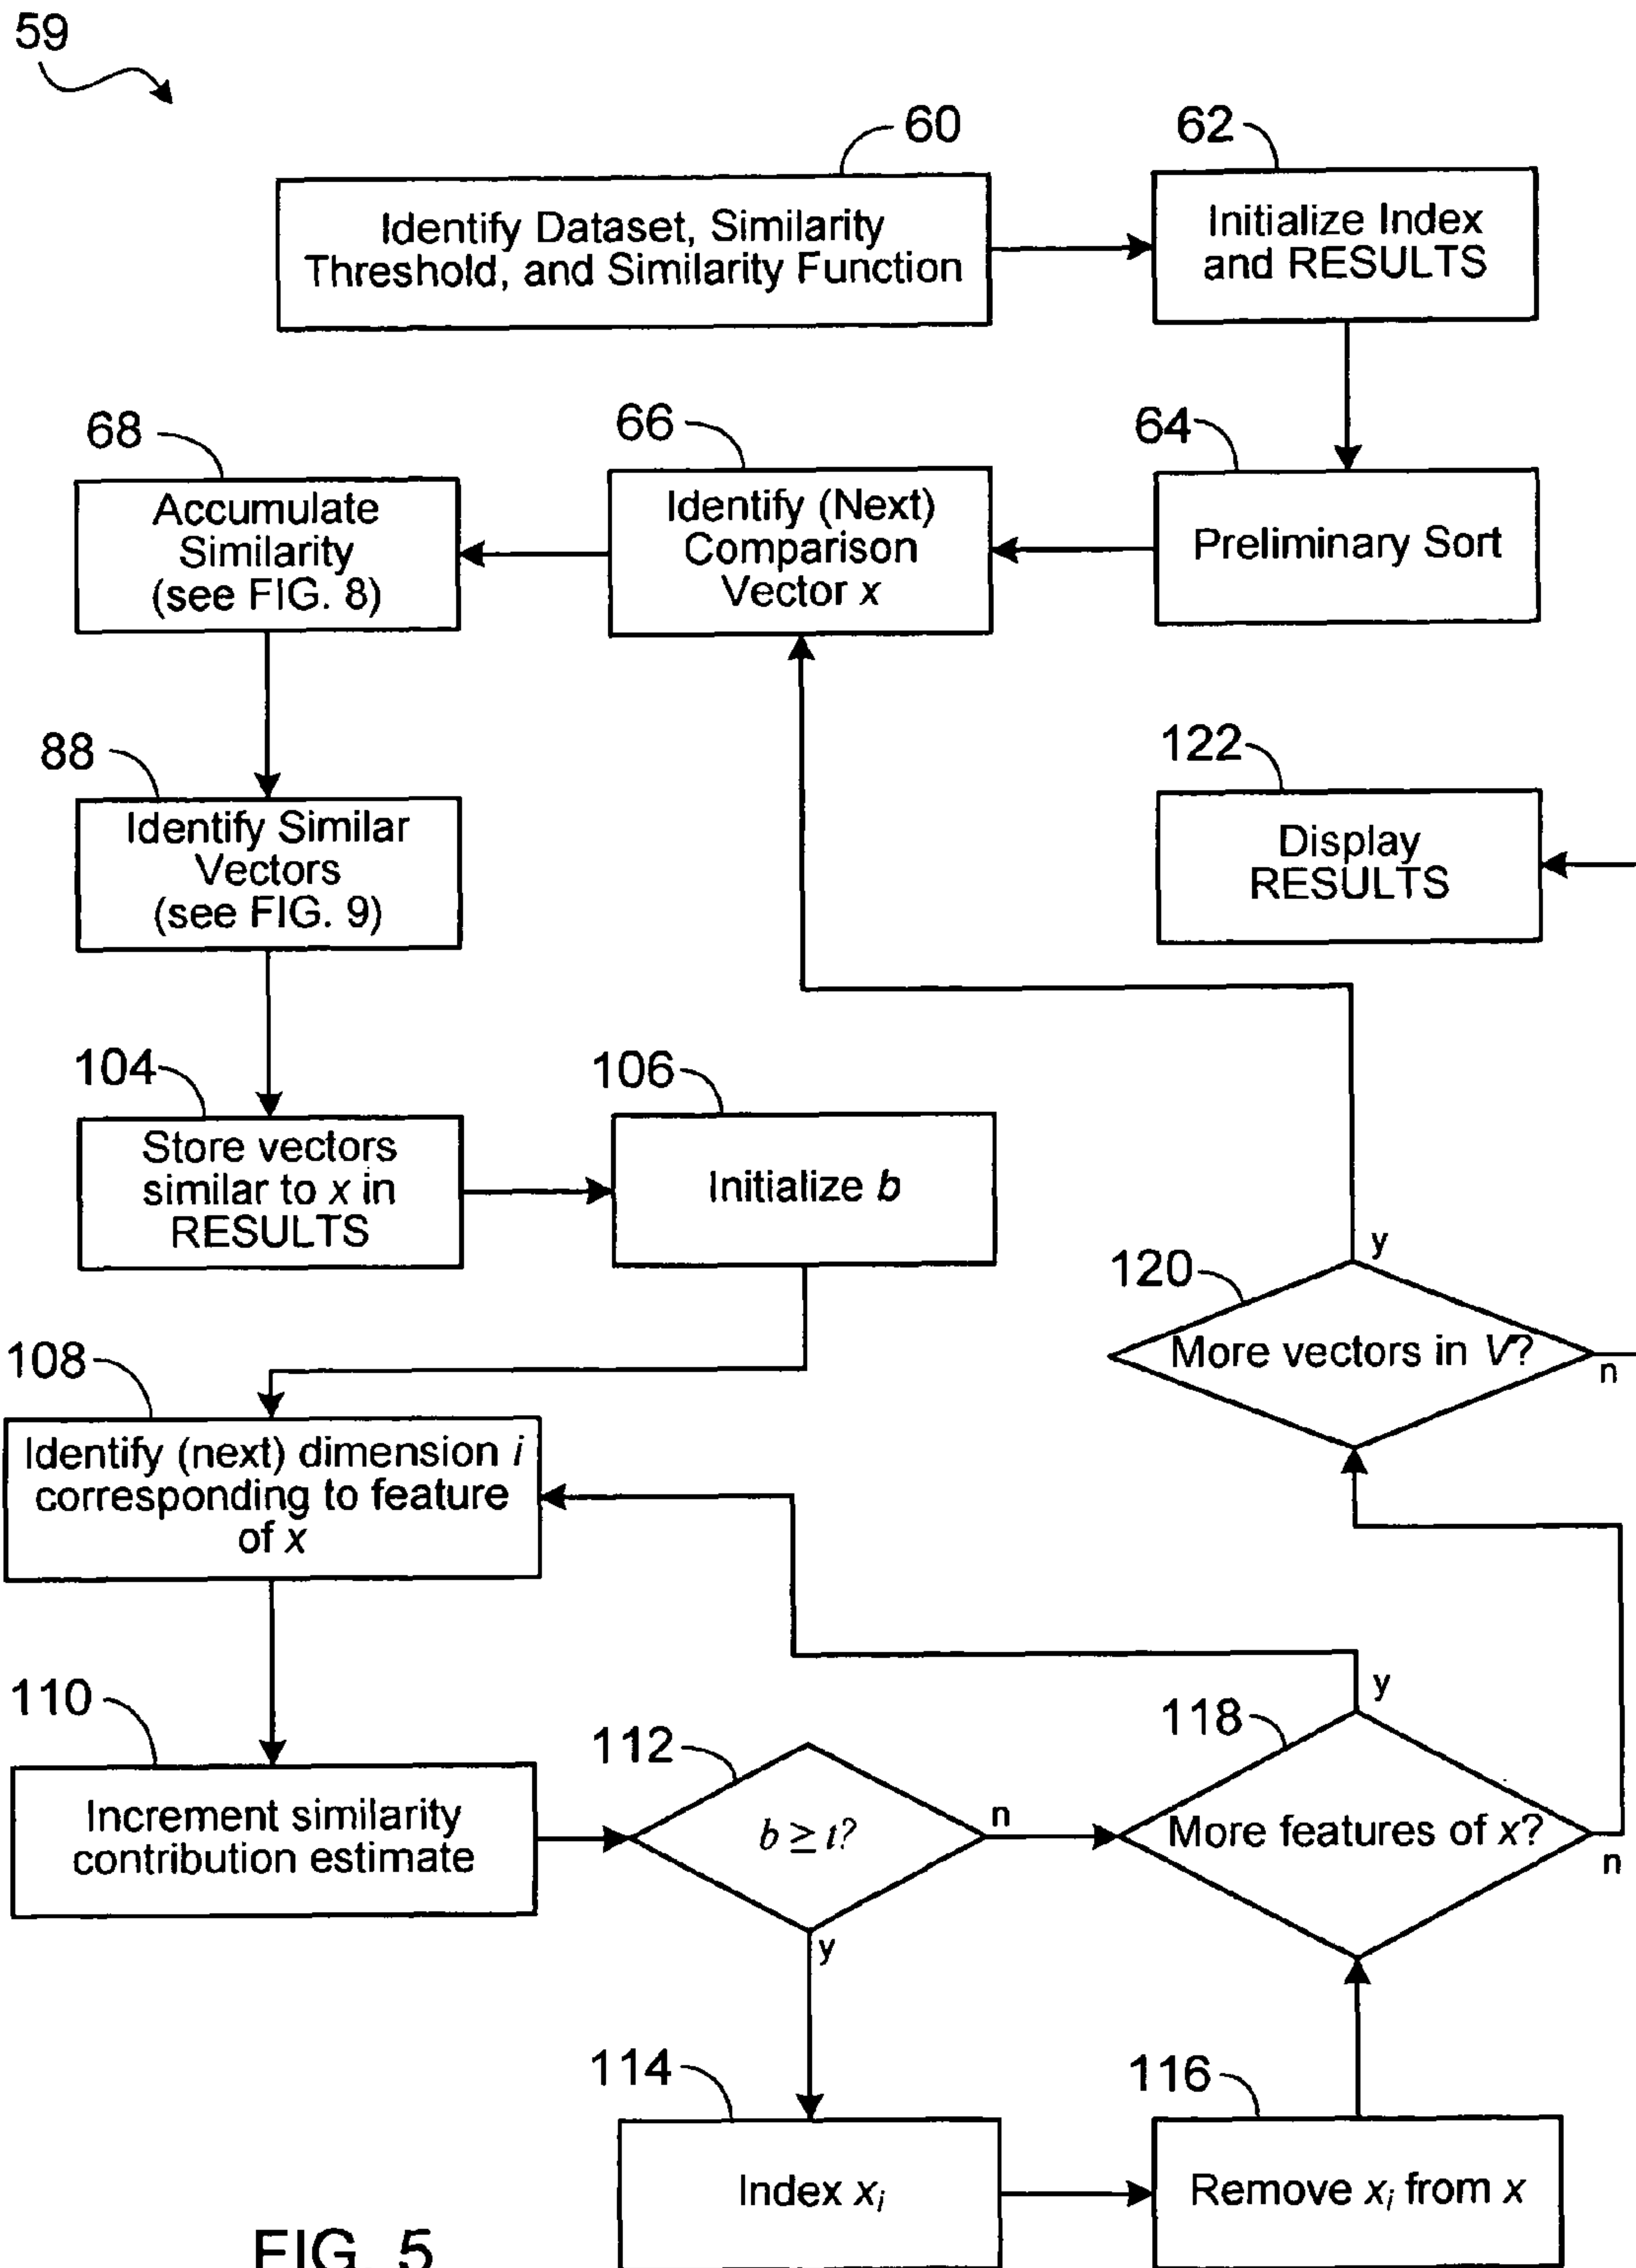 59
60
Identify Dataset, Similarity
Threshold, and Similarity Function
62
Initialize Index
and RESULTS
64
Preliminary Sort
66
Identify (Next)
Comparison
Vector x
68
Accumulate
Similarity
(see FIG. 8)
88
Identify Similar
Vectors
(see FIG. 9)
122
Display
RESULTS
104
Store vectors
similar to x in
RESULTS
106
Initialize b
108
Identify (next) dimension i
corresponding to feature
of x
120
More vectors in V?
y
n
110
Increment similarity
contribution estimate
112
b ≥ t?
n
y
118
More features of x?
y
n
114
Index xᵢ
116
Remove xᵢ from x
FIG. 5